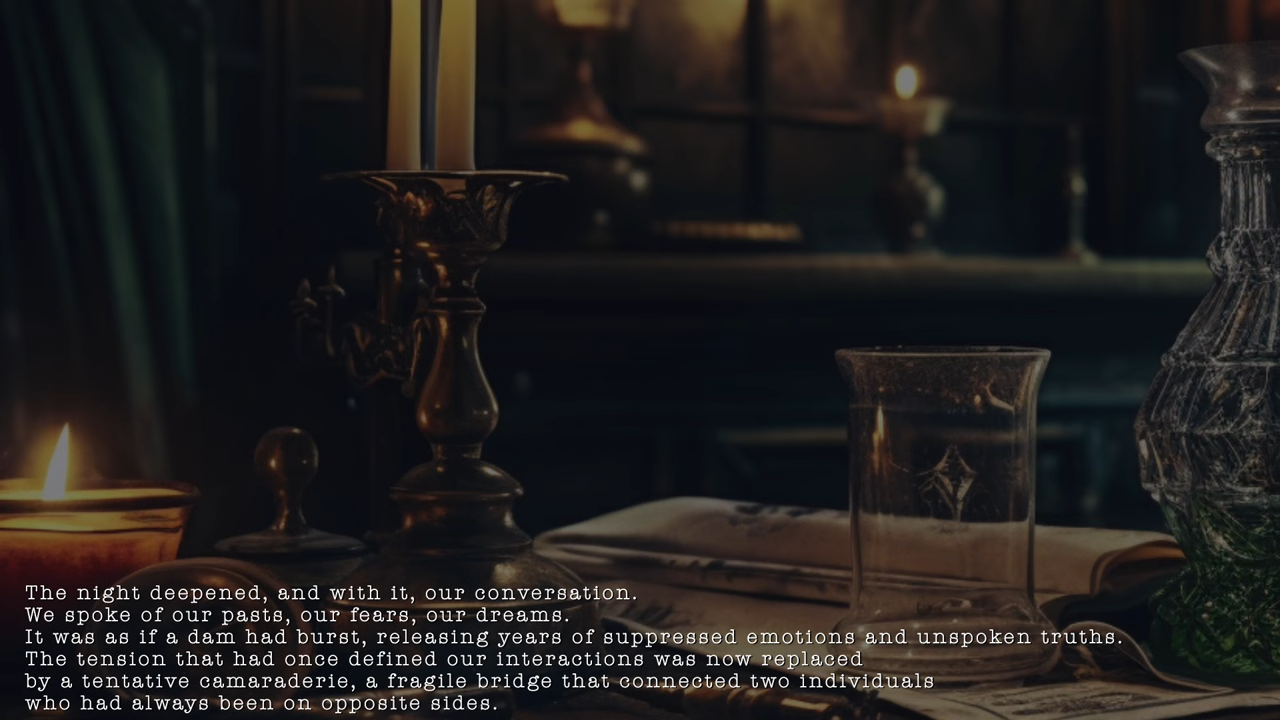 The night deepened, and with it, our conversation.
We spoke of our pasts, our fears, our dreams.
It was as if a dam had burst, releasing years of suppressed emotions and unspoken truths.
The tension that had once defined our interactions was now replaced
by a tentative camaraderie, a fragile bridge that connected two individuals
who had always been on opposite sides.